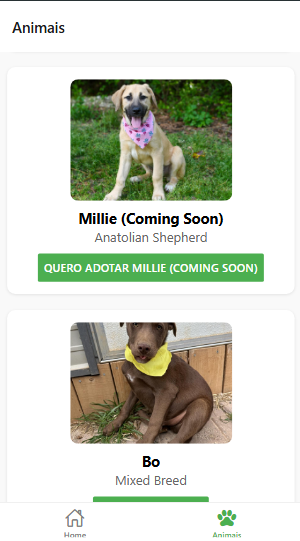 Animais
Millie (Coming Soon)
Anatolian Shepherd
QUERO ADOTAR MILLIE (COMING SOON)
Bo
Mixed Breed
Home
Animais